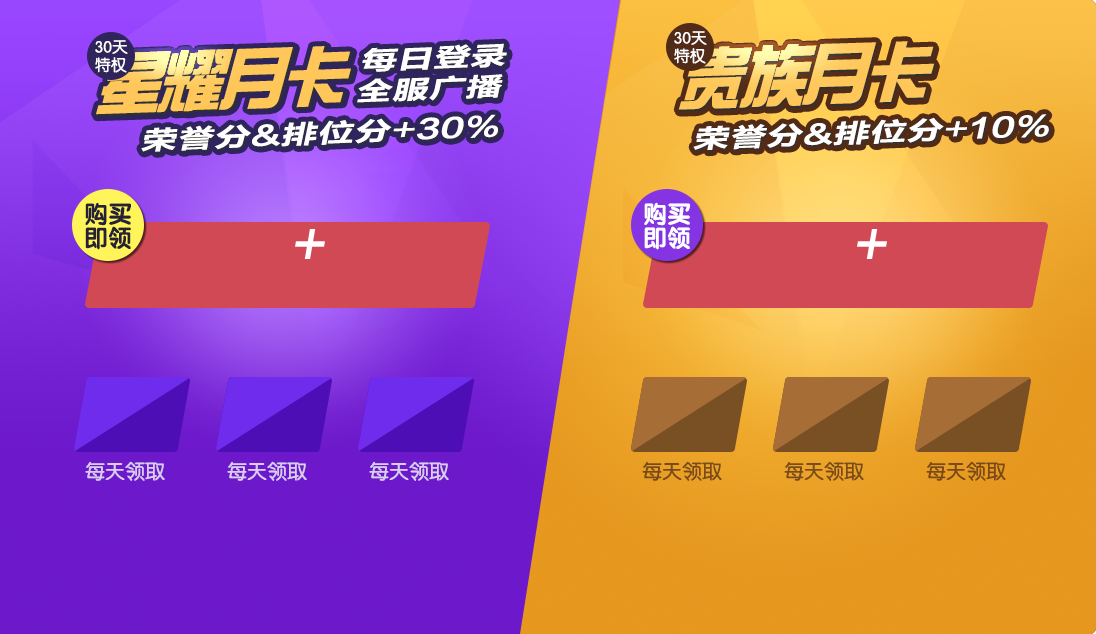 30天
特权
星耀月卡
每日登录
全服广播
荣誉分&排位分+30%
购买
即领
+
每天领取
每天领取
每天领取
30天
特权
贵族月卡
荣誉分&排位分+10%
购买
即领
+
每天领取
每天领取
每天领取